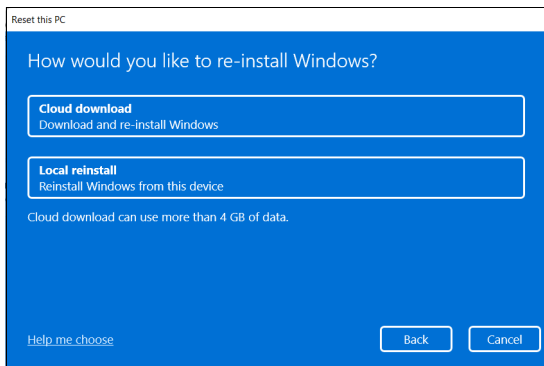 Reset this PC
How would you like to re-install Windows?
Cloud download
Download and re-install Windows
Local reinstall
Reinstall Windows from this device
Cloud download can use more than 4 GB of data.
Help me choose
Back
Cancel